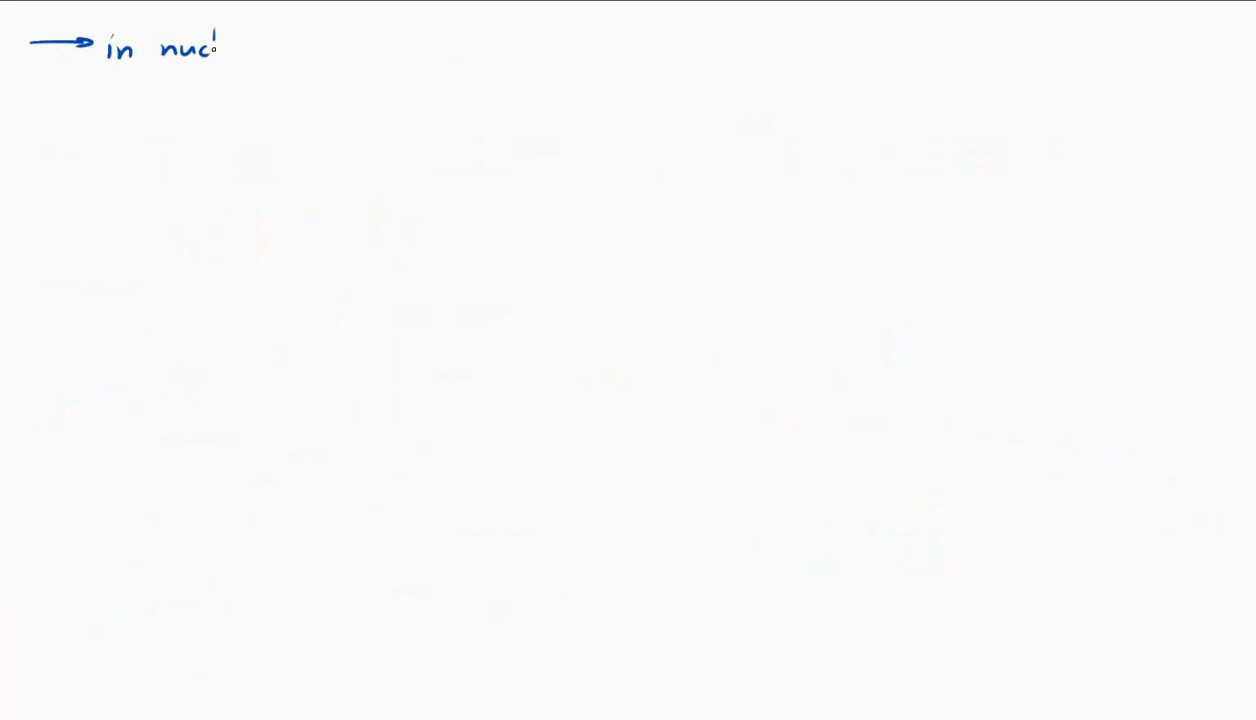 → in nucl